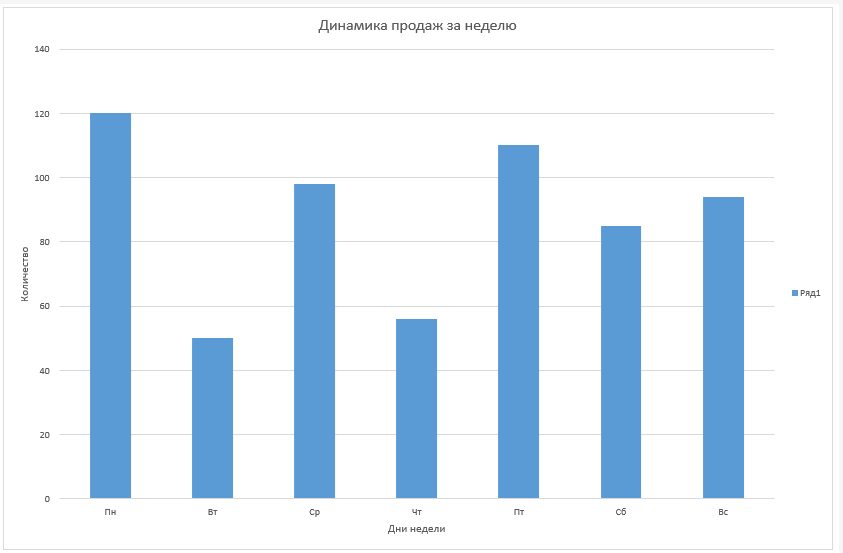 Динамика продаж за неделю
140
120
100
80
60
40
20
0
Количество
Пн Вт Ср Чт Пт Сб Вс
Дни недели
Ряд1